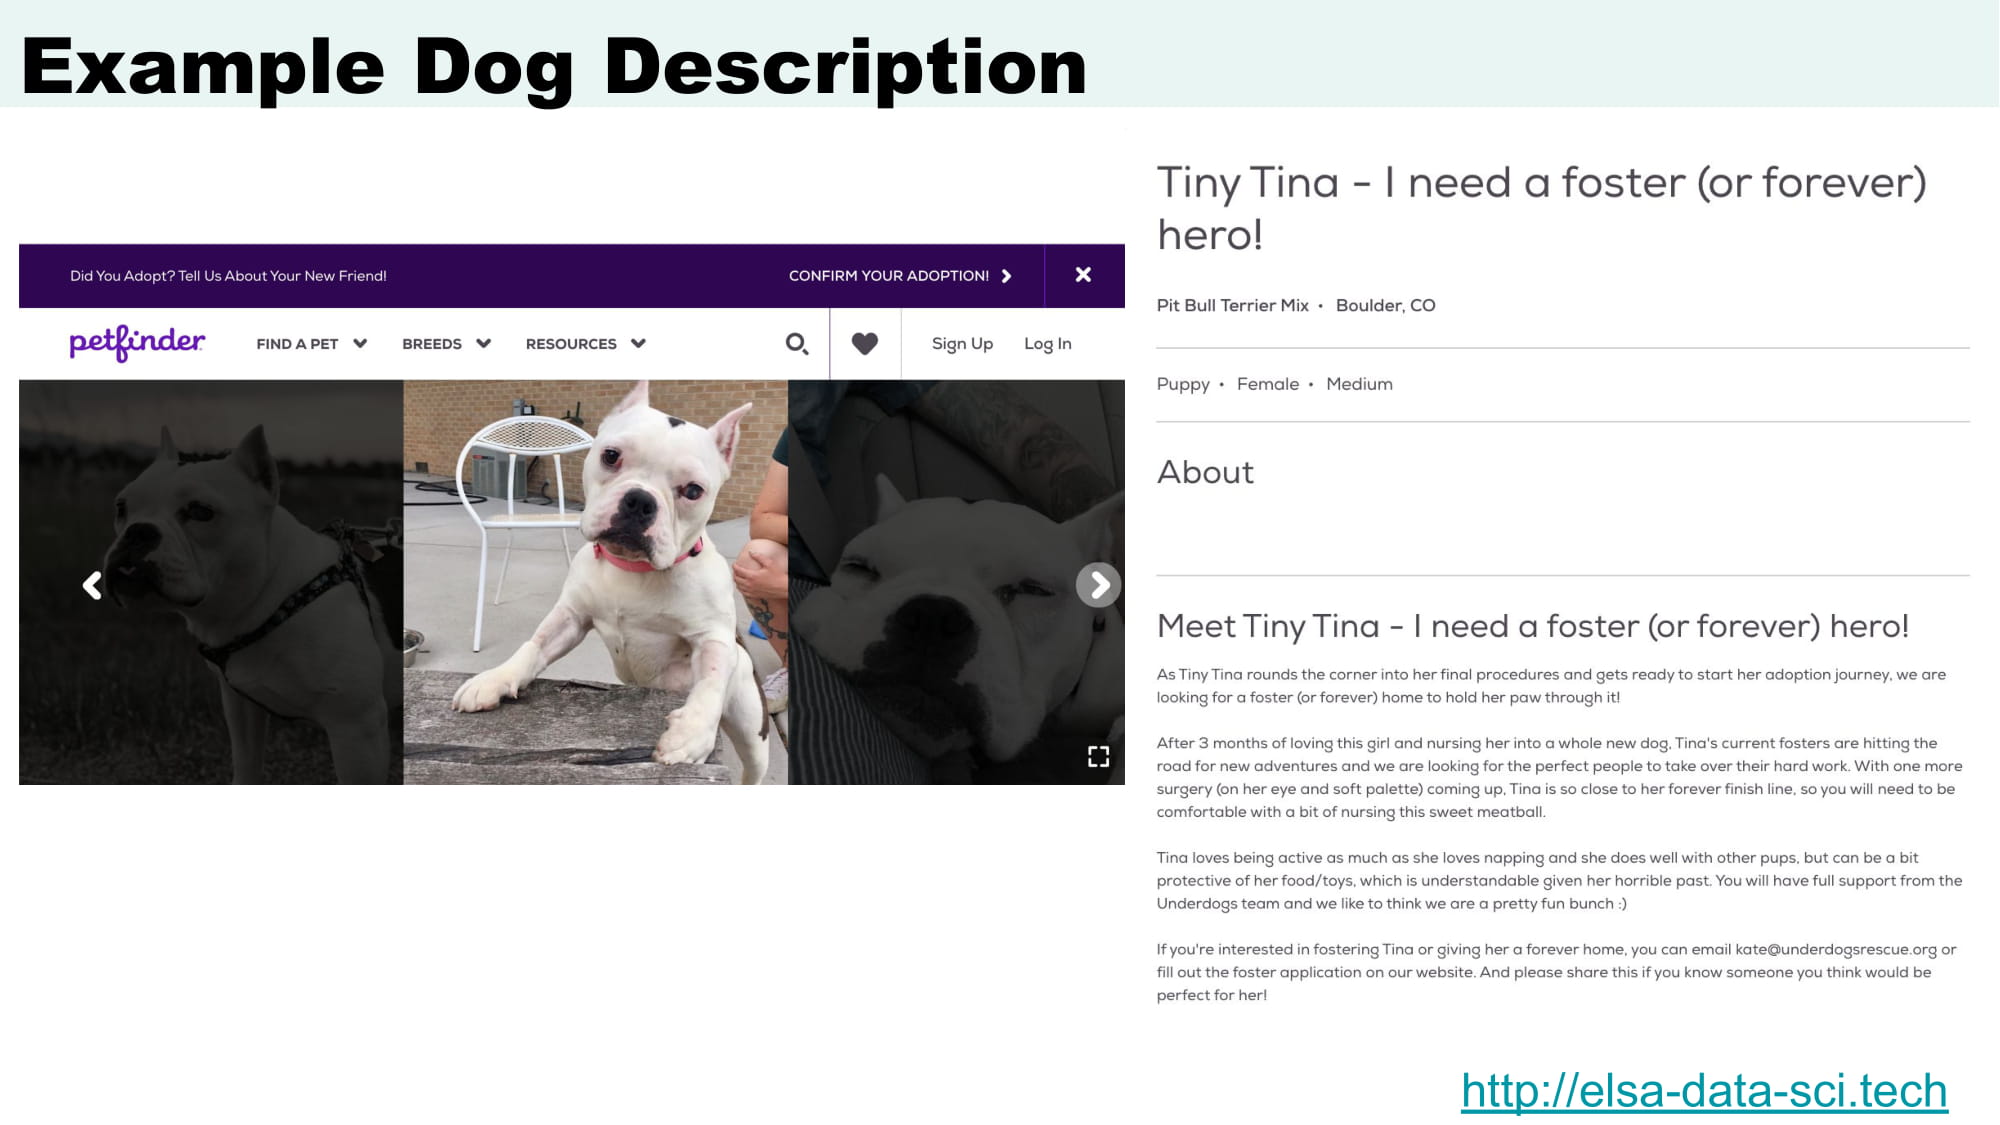 Example Dog Description
Did You Adopt? Tell Us About Your New Friend!
CONFIRM YOUR ADOPTION!
petfinder
FIND A PET
BREEDS
RESOURCES
Sign Up
Log In
Tiny Tina - I need a foster (or forever)
hero!
Pit Bull Terrier Mix • Boulder, CO
Puppy • Female • Medium
About
Meet Tiny Tina - I need a foster (or forever) hero!
As Tiny Tina rounds the corner into her final procedures and gets ready to start her adoption journey, we are
looking for a foster (or forever) home to hold her paw through it!
After 3 months of loving this girl and nursing her into a whole new dog, Tina's current fosters are hitting the
road for new adventures and we are looking for the perfect people to take over their hard work. With one more
surgery (on her eye and soft palette) coming up, Tina is so close to her forever finish line, so you will need to be
comfortable with a bit of nursing this sweet meatball.
Tina loves being active as much as she loves napping and she does well with other pups, but can be a bit
protective of her food/toys, which is understandable given her horrible past. You will have full support from the
Underdogs team and we like to think we are a pretty fun bunch :)
If you're interested in fostering Tina or giving her a forever home, you can email kate@underdogsrescue.org or
fill out the foster application on our website. And please share this if you know someone you think would be
perfect for her!
http://elsa-data-sci.tech